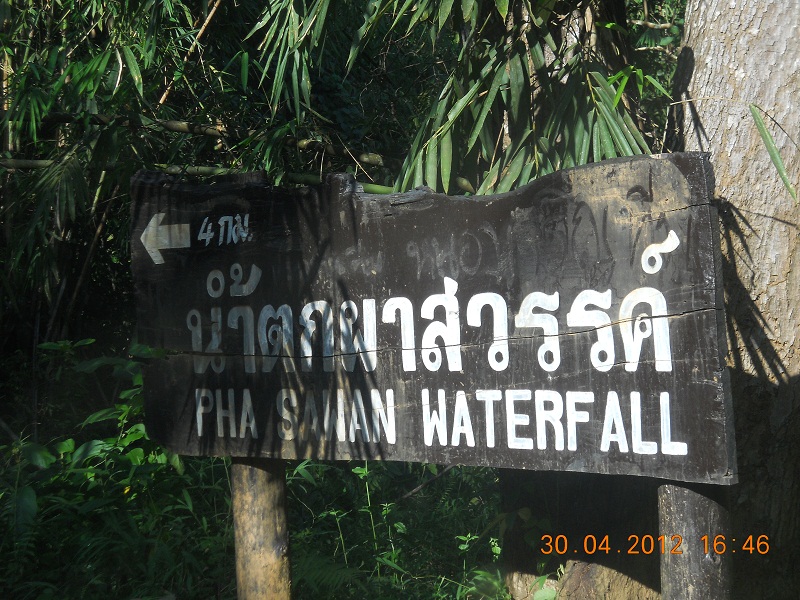 4 กม.
น้ำตกผาสวรรค์
PHA SAWAN WATERFALL
30.04.2012 16:46